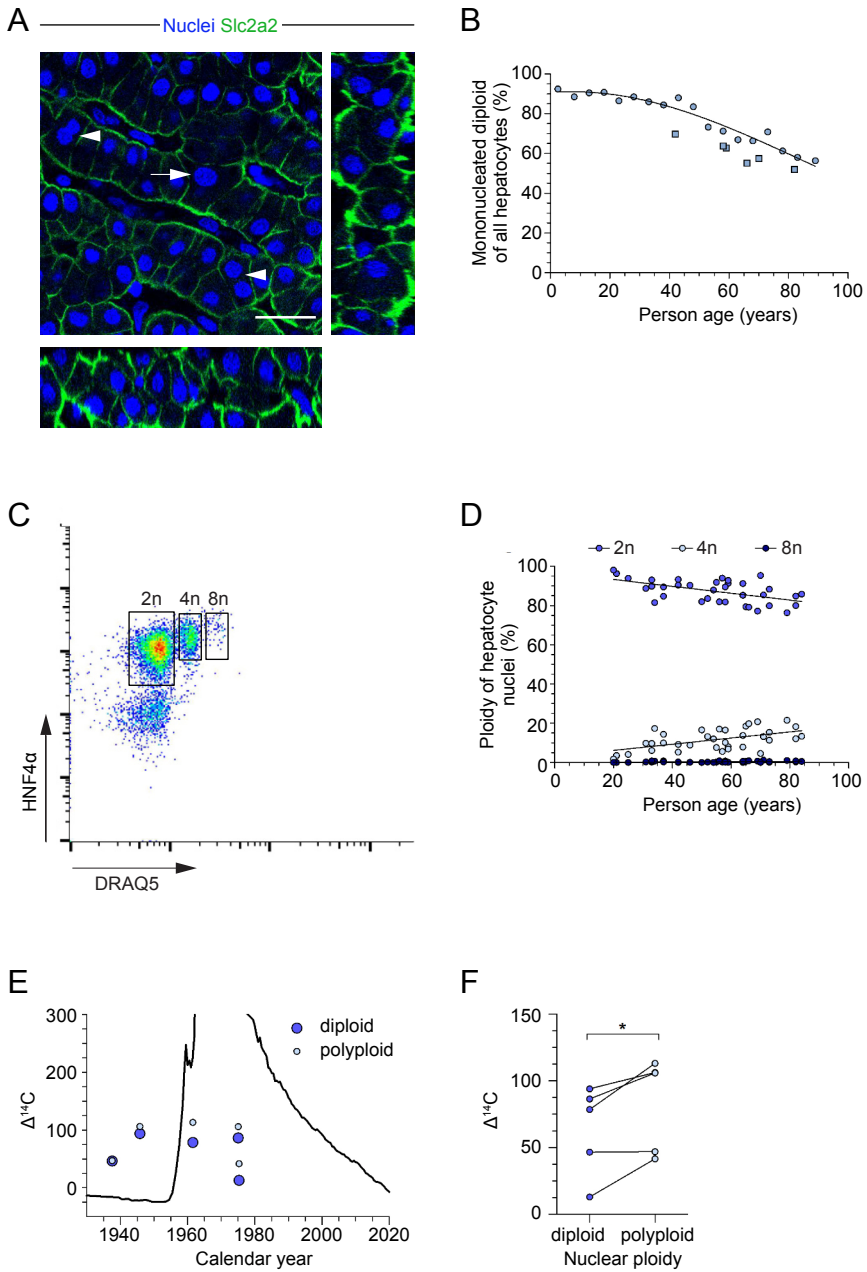 A
Nuclei Slc2a2
B
Mononucleated diploid
of all hepatocytes (%)
100
80
60
40
20
0
0 20 40 60 80 100
Person age (years)
C
2n 4n 8n
HNF4α
DRAQ5
D
2n 4n 8n
Ploidy of hepatocyte
nuclei (%)
100
80
60
40
20
0
0 20 40 60 80 100
Person age (years)
E
Δ¹⁴C
300
200
100
0
diploid
polyploid
1940 1960 1980 2000 2020
Calendar year
F
Δ¹⁴C
150
100
50
0
*
diploid polyploid
Nuclear ploidy